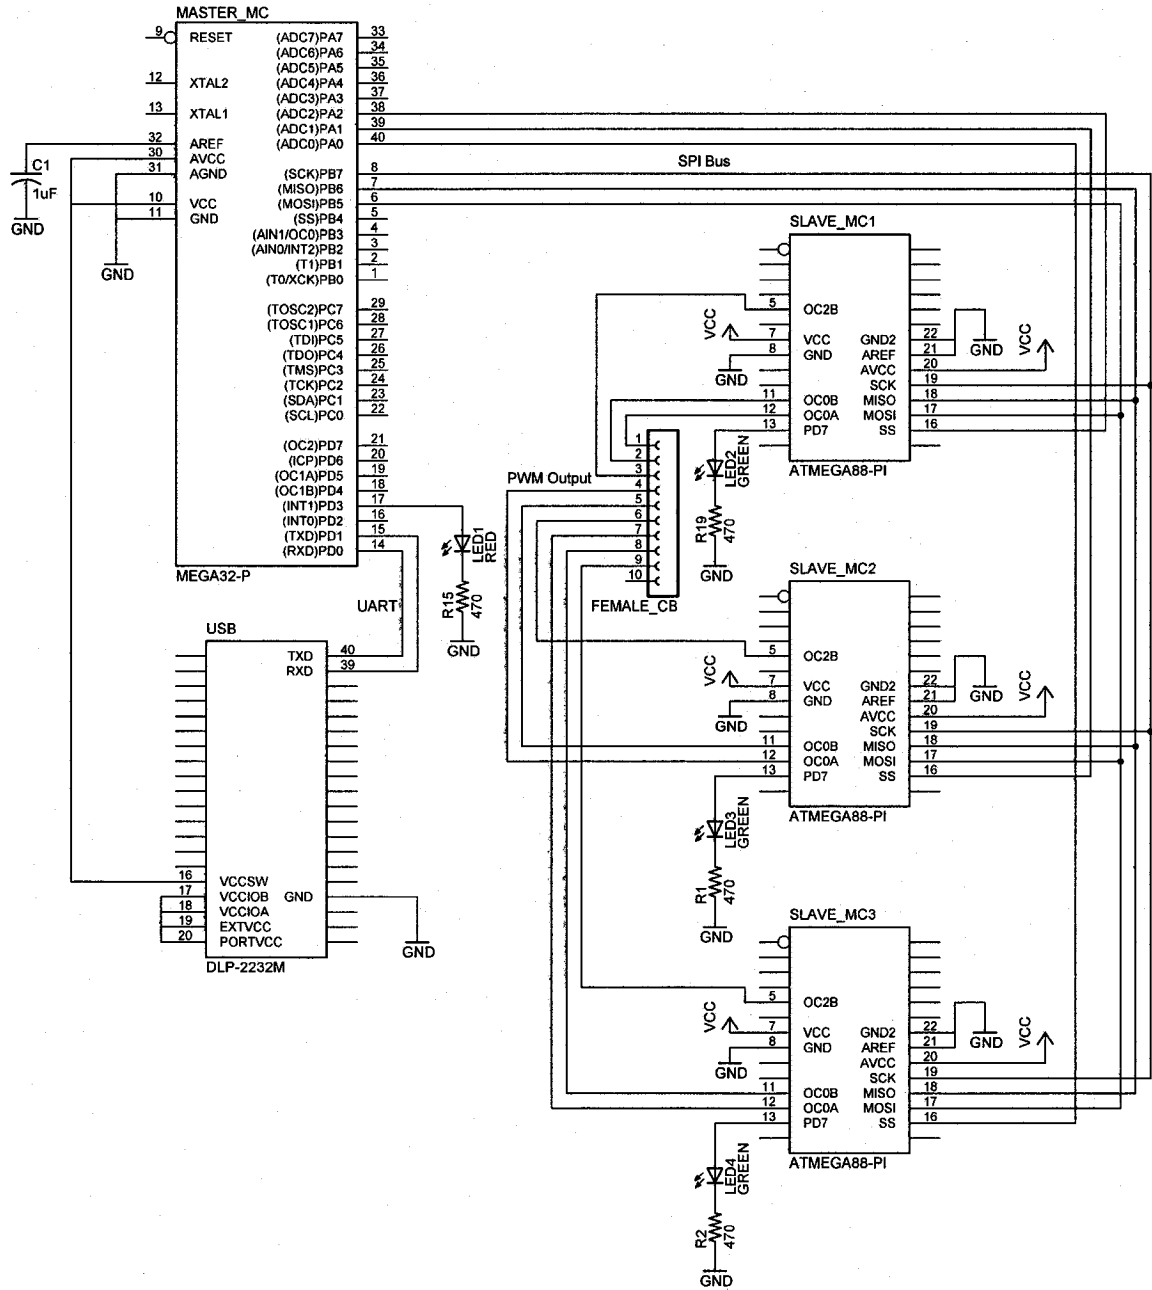 MASTER_MC
9 RESET (ADC7)PA7 33
(ADC6)PA6 34
(ADC5)PA5 35
12 XTAL2 (ADC4)PA4 36
(ADC3)PA3 37
13 XTAL1 (ADC2)PA2 38
(ADC1)PA1 39
32 AREF (ADC0)PA0 40
30 AVCC
31 AGND (SCK)PB7 8
(MISO)PB6 7
10 VCC (MOSI)PB5 6
11 GND (SS)PB4 5
(AIN1/OC0)PB3 4
(AIN0/INT2)PB2 3
(T1)PB1 2
(T0/XCK)PB0 1
(TOSC2)PC7 29
(TOSC1)PC6 28
(TDI)PC5 27
(TDO)PC4 26
(TMS)PC3 25
(TCK)PC2 24
(SDA)PC1 23
(SCL)PC0 22
(OC2)PD7 21
(ICP)PD6 20
(OC1A)PD5 19
(OC1B)PD4 18
(INT1)PD3 17
(INT0)PD2 16
(TXD)PD1 15
(RXD)PD0 14
MEGA32-P
C1
1uF
GND
GND
SPI Bus
UART
LED1
RED
R15
470
GND
USB
TXD 40
RXD 39
16 VCCSW
17 VCCIOB GND
18 VCCIOA
19 EXTVCC
20 PORTVCC
DLP-2232M
GND
PWM Output
1
2
3
4
5
6
7
8
9
10
FEMALE_CB
SLAVE_MC1
5 OC2B
VCC
7 VCC GND2 22
8 GND AREF 21
AVCC 20
SCK 19
11 OC0B MISO 18
12 OC0A MOSI 17
13 PD7 SS 16
ATMEGA88-PI
GND
GND
VCC
LED2
GREEN
R19
470
GND
SLAVE_MC2
5 OC2B
VCC
7 VCC GND2 22
8 GND AREF 21
AVCC 20
SCK 19
11 OC0B MISO 18
12 OC0A MOSI 17
13 PD7 SS 16
ATMEGA88-PI
GND
GND
VCC
LED3
GREEN
R1
470
GND
SLAVE_MC3
5 OC2B
VCC
7 VCC GND2 22
8 GND AREF 21
AVCC 20
SCK 19
11 OC0B MISO 18
12 OC0A MOSI 17
13 PD7 SS 16
ATMEGA88-PI
GND
GND
VCC
LED4
GREEN
R2
470
GND